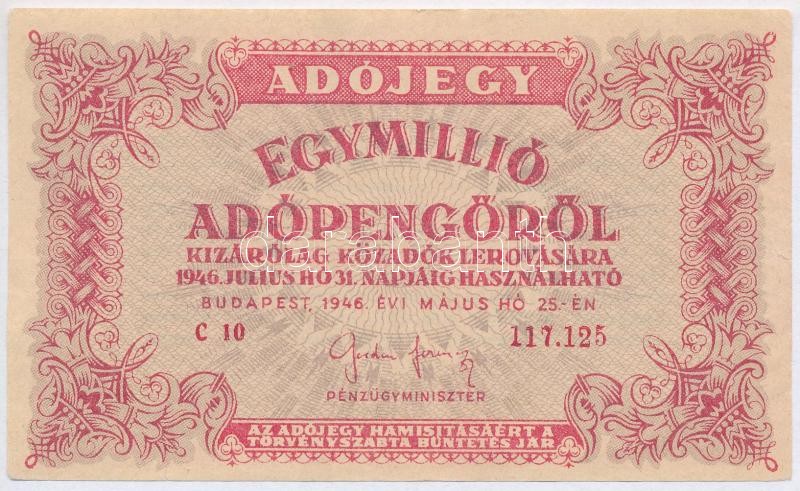 ADÓJEGY
EGYMILLIÓ
ADÓPENGŐRŐL
KIZÁRÓLAG KÖZADÓK LEROVÁSÁRA
1946. JULIUS HÓ 31. NAPJÁIG HASZNÁLHATÓ
BUDAPEST, 1946. ÉVI MÁJUS HÓ 25.-ÉN
C 10 117.125
PÉNZÜGYMINISZTER
AZ ADÓJEGY HAMISITÁSÁÉRT A
TÖRVÉNYSZABTA BÜNTETÉS JÁR
darabanth